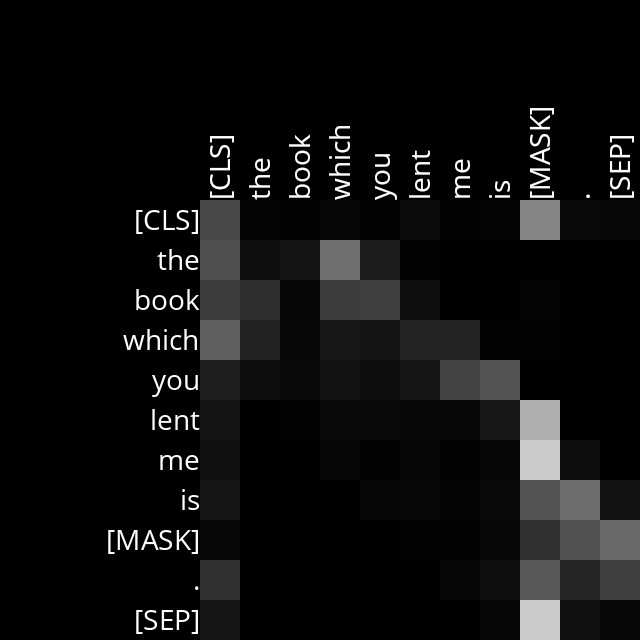 [CLS] the book which you lent me is [MASK] . [SEP]
[CLS]
the
book
which
you
lent
me
is
[MASK]
.
[SEP]